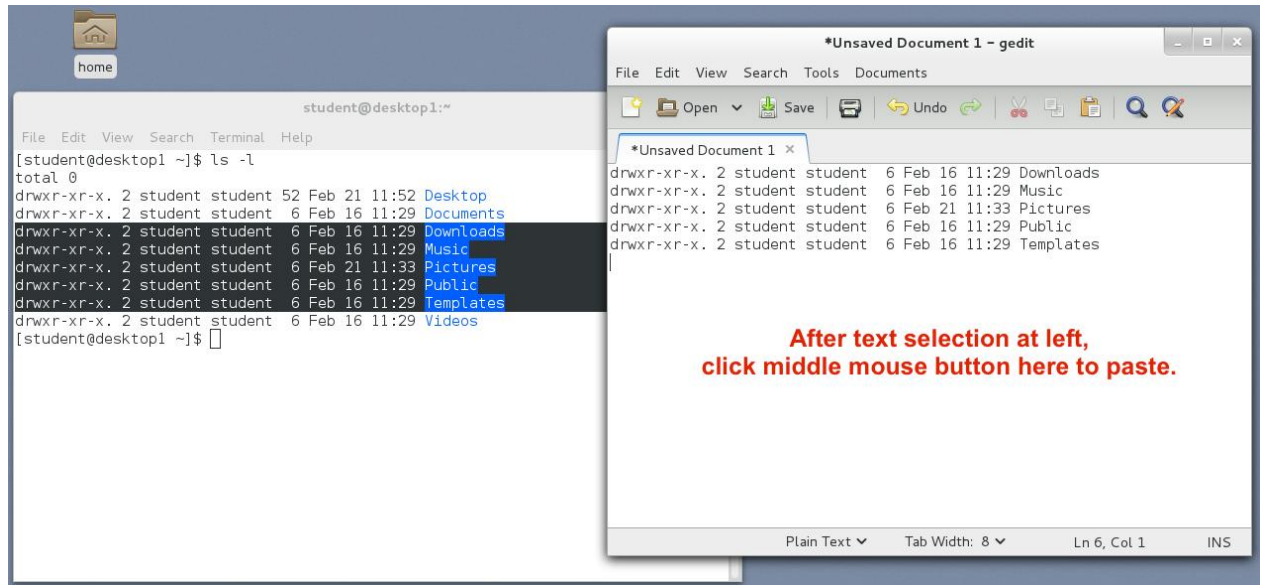 home
student@desktop1:~
File Edit View Search Terminal Help
[student@desktop1 ~]$ ls -l
total 0
drwxr-xr-x. 2 student student 52 Feb 21 11:52 Desktop
drwxr-xr-x. 2 student student  6 Feb 16 11:29 Documents
drwxr-xr-x. 2 student student  6 Feb 16 11:29 Downloads
drwxr-xr-x. 2 student student  6 Feb 16 11:29 Music
drwxr-xr-x. 2 student student  6 Feb 21 11:33 Pictures
drwxr-xr-x. 2 student student  6 Feb 16 11:29 Public
drwxr-xr-x. 2 student student  6 Feb 16 11:29 Templates
drwxr-xr-x. 2 student student  6 Feb 16 11:29 Videos
[student@desktop1 ~]$
*Unsaved Document 1 - gedit
File Edit View Search Tools Documents
Open Save Undo
*Unsaved Document 1 ×
drwxr-xr-x. 2 student student  6 Feb 16 11:29 Downloads
drwxr-xr-x. 2 student student  6 Feb 16 11:29 Music
drwxr-xr-x. 2 student student  6 Feb 21 11:33 Pictures
drwxr-xr-x. 2 student student  6 Feb 16 11:29 Public
drwxr-xr-x. 2 student student  6 Feb 16 11:29 Templates
After text selection at left,
click middle mouse button here to paste.
Plain Text Tab Width: 8 Ln 6, Col 1 INS